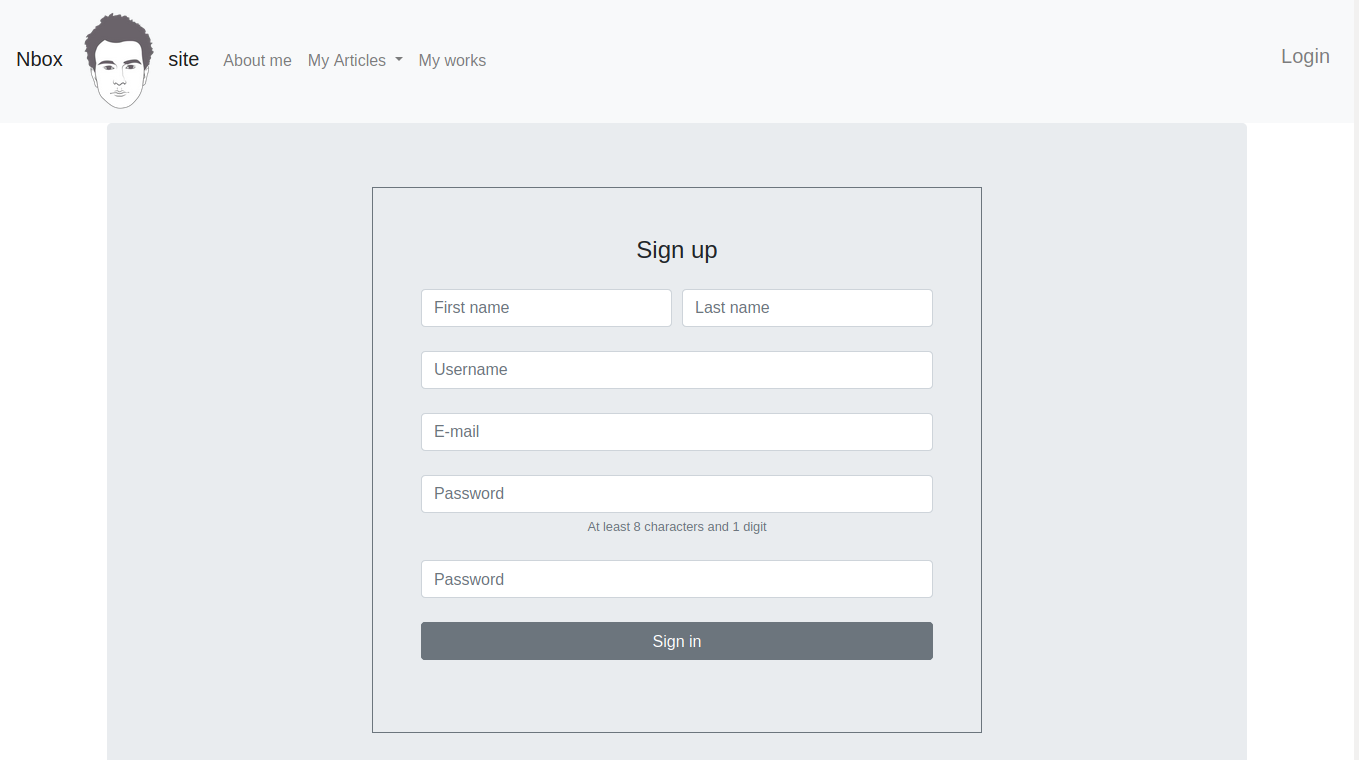 Nbox site About me My Articles My works Login
Sign up
First name Last name
Username
E-mail
Password
At least 8 characters and 1 digit
Password
Sign in